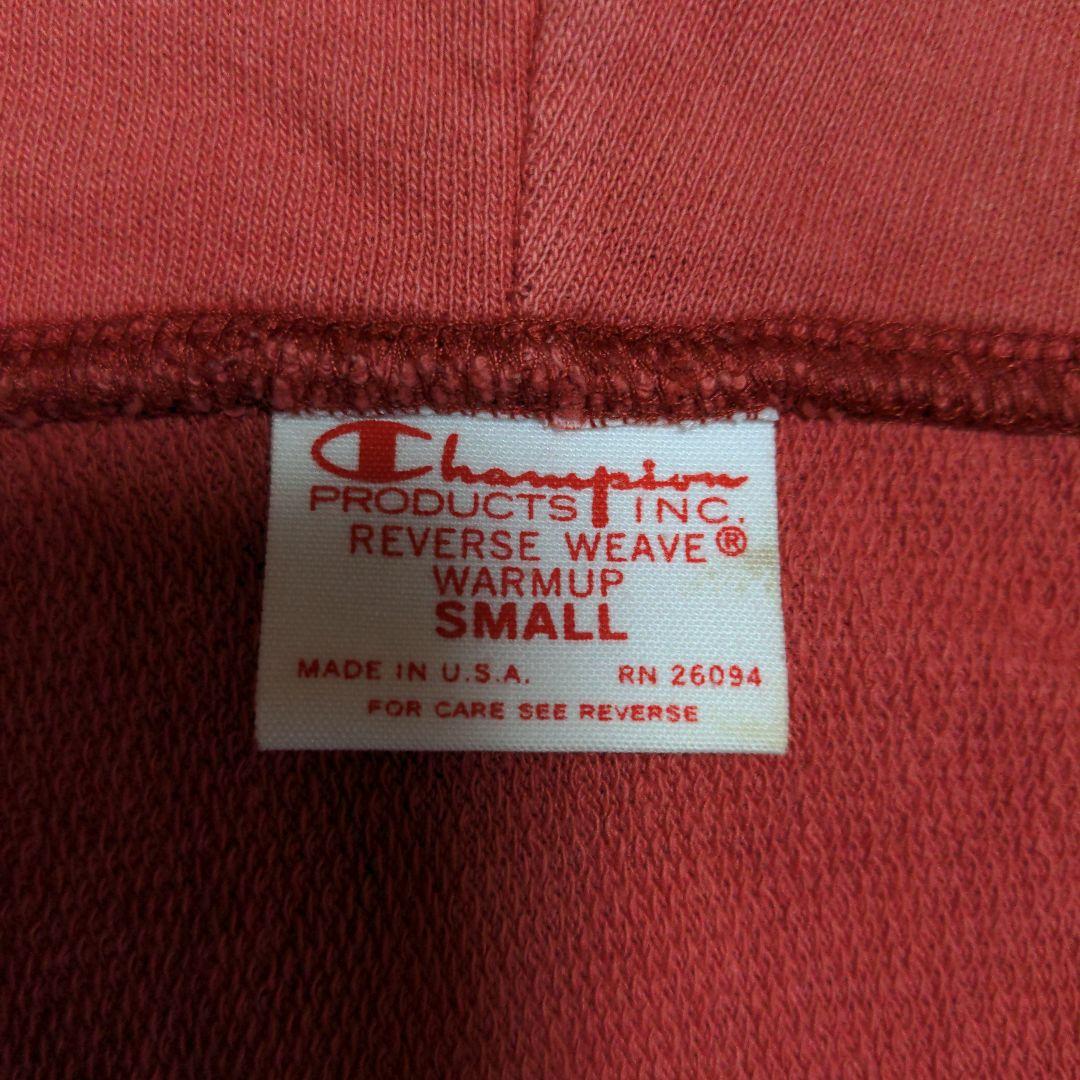 Champion
PRODUCTS INC.
REVERSE WEAVE®
WARMUP
SMALL
MADE IN U.S.A. RN 26094
FOR CARE SEE REVERSE